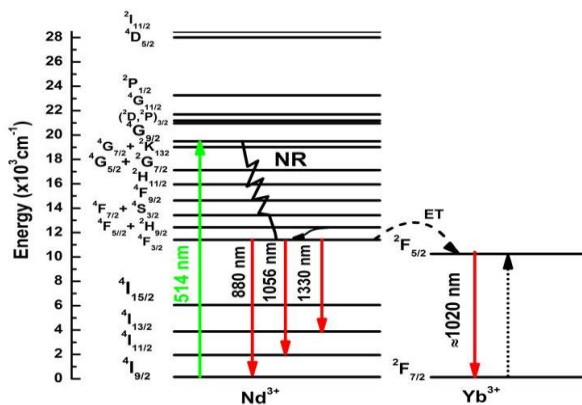 ²I₁₁/₂
⁴D₅/₂
²P₁/₂
⁴G₁₁/₂
(²D,²P)₃/₂
⁴G₉/₂
⁴G₇/₂ + ²K₁₃₂
⁴G₅/₂ + ²G₇/₂
²H₁₁/₂
⁴F₉/₂
⁴F₇/₂ + ⁴S₃/₂
⁴F₅/₂ + ²H₉/₂
⁴F₃/₂
⁴I₁₅/₂
⁴I₁₃/₂
⁴I₁₁/₂
⁴I₉/₂
Energy (x10³cm⁻¹)
28
24
22
20
18
16
14
12
10
8
6
4
2
0
514 nm
NR
880 nm
1056 nm
1330 nm
ET
²F₅/₂
≈1020 nm
²F₇/₂
Nd³⁺
Yb³⁺